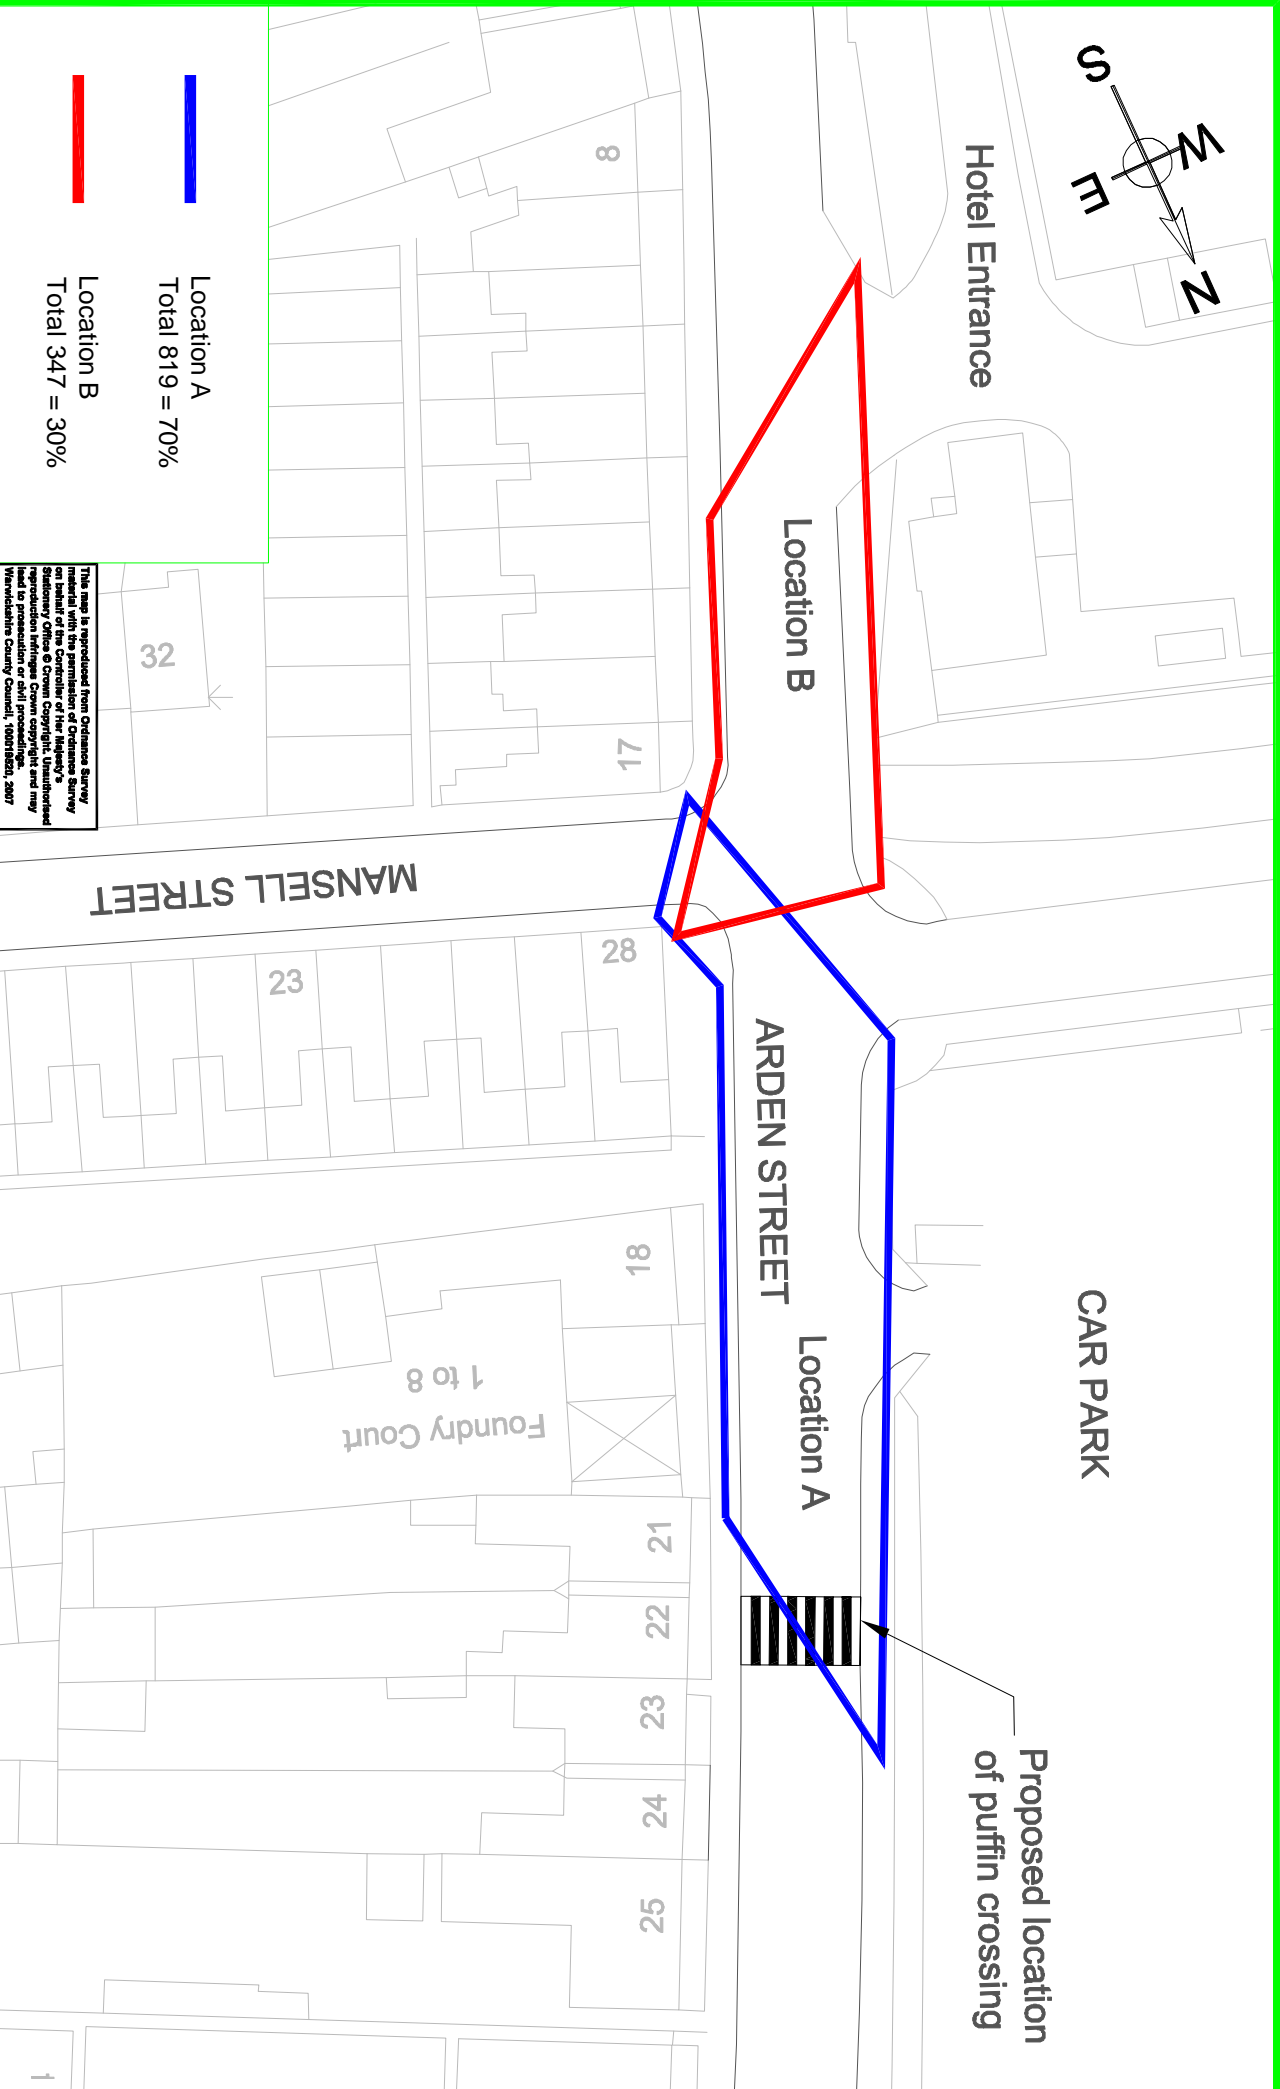 S
W
E
N
Hotel Entrance
Location B
8
17
32
MANSELL STREET
23
28
ARDEN STREET
Location A
CAR PARK
18
1 to 8
Foundry Court
21
22
23
24
25
1
Proposed location
of puffin crossing
Location A
Total 819 = 70%
Location B
Total 347 = 30%
This map is reproduced from Ordnance Survey
material with the permission of Ordnance Survey
on behalf of the Controller of Her Majesty's
Stationery Office © Crown Copyright. Unauthorised
reproduction infringes Crown copyright and may
lead to prosecution or civil proceedings.
Warwickshire County Council, 100019520, 2007